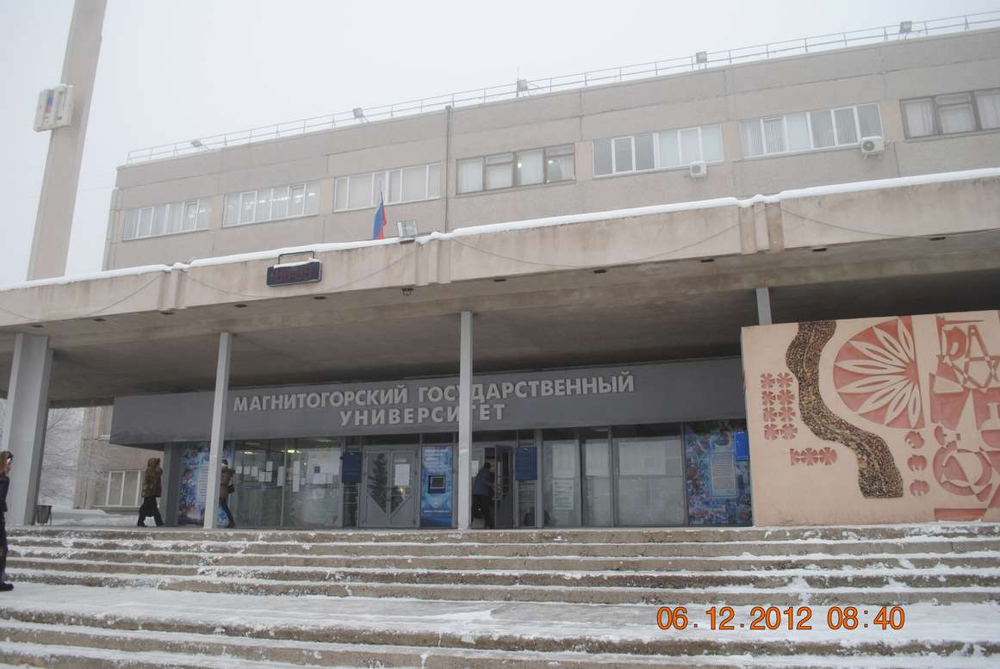 МАГНИТОГОРСКИЙ ГОСУДАРСТВЕННЫЙ
УНИВЕРСИТЕТ
06.12.2012 08:40